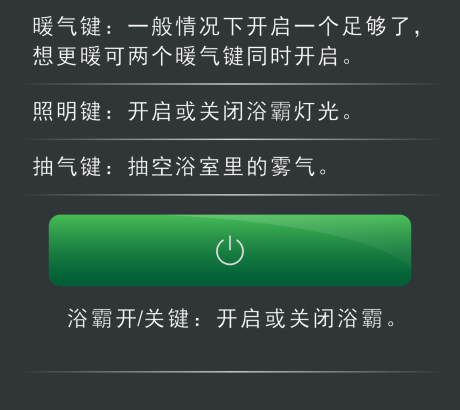 暖气键：一般情况下开启一个足够了，
想更暖可两个暖气键同时开启。
照明键：开启或关闭浴霸灯光。
抽气键：抽空浴室里的雾气。
浴霸开/关键：开启或关闭浴霸。